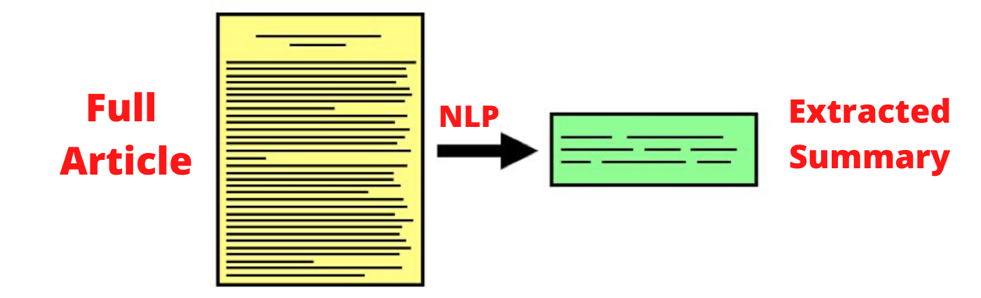 Full
Article
NLP
Extracted
Summary